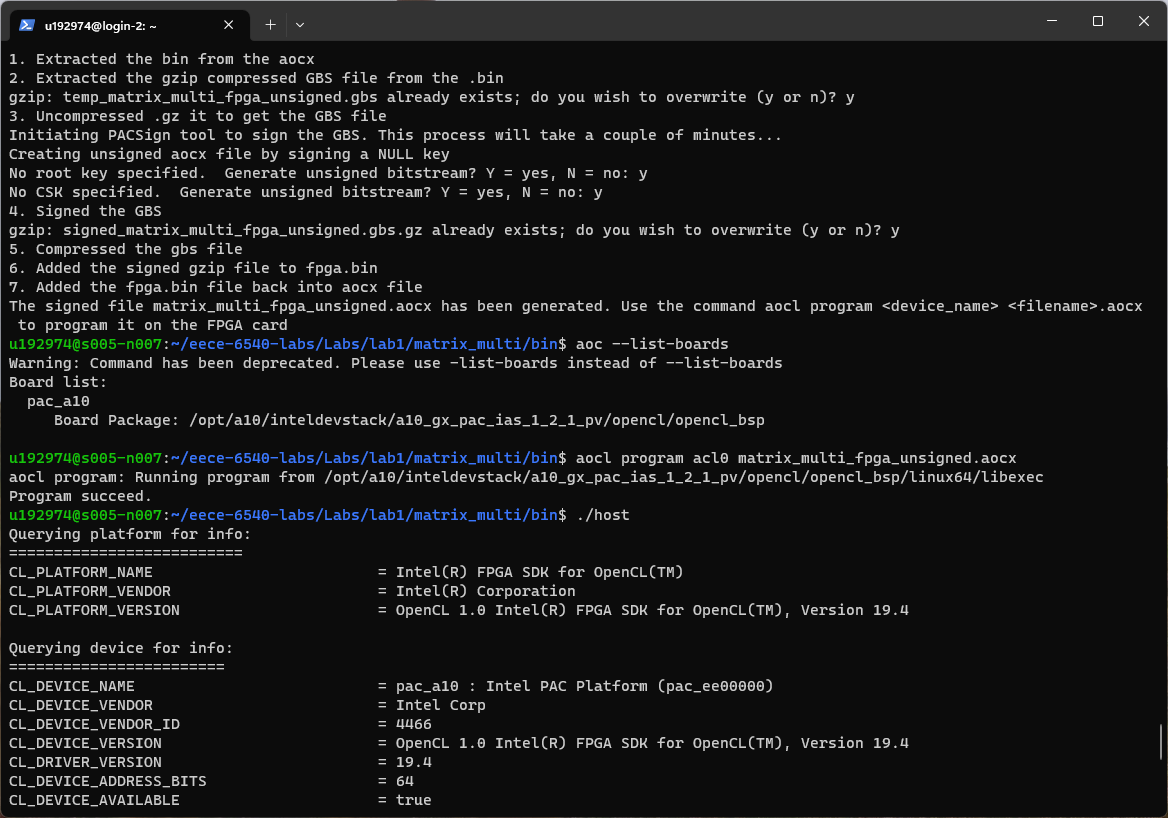 u192974@login-2: ~
1. Extracted the bin from the aocx
2. Extracted the gzip compressed GBS file from the .bin
gzip: temp_matrix_multi_fpga_unsigned.gbs already exists; do you wish to overwrite (y or n)? y
3. Uncompressed .gz it to get the GBS file
Initiating PACSign tool to sign the GBS. This process will take a couple of minutes...
Creating unsigned aocx file by signing a NULL key
No root key specified.  Generate unsigned bitstream? Y = yes, N = no: y
No CSK specified.  Generate unsigned bitstream? Y = yes, N = no: y
4. Signed the GBS
gzip: signed_matrix_multi_fpga_unsigned.gbs.gz already exists; do you wish to overwrite (y or n)? y
5. Compressed the gbs file
6. Added the signed gzip file to fpga.bin
7. Added the fpga.bin file back into aocx file
The signed file matrix_multi_fpga_unsigned.aocx has been generated. Use the command aocl program <device_name> <filename>.aocx
 to program it on the FPGA card
u192974@s005-n007:~/eece-6540-labs/Labs/lab1/matrix_multi/bin$ aoc --list-boards
Warning: Command has been deprecated. Please use -list-boards instead of --list-boards
Board list:
  pac_a10
     Board Package: /opt/a10/inteldevstack/a10_gx_pac_ias_1_2_1_pv/opencl/opencl_bsp
u192974@s005-n007:~/eece-6540-labs/Labs/lab1/matrix_multi/bin$ aocl program acl0 matrix_multi_fpga_unsigned.aocx
aocl program: Running program from /opt/a10/inteldevstack/a10_gx_pac_ias_1_2_1_pv/opencl/opencl_bsp/linux64/libexec
Program succeed.
u192974@s005-n007:~/eece-6540-labs/Labs/lab1/matrix_multi/bin$ ./host
Querying platform for info:
==========================
CL_PLATFORM_NAME                         = Intel(R) FPGA SDK for OpenCL(TM)
CL_PLATFORM_VENDOR                       = Intel(R) Corporation
CL_PLATFORM_VERSION                      = OpenCL 1.0 Intel(R) FPGA SDK for OpenCL(TM), Version 19.4
Querying device for info:
========================
CL_DEVICE_NAME                           = pac_a10 : Intel PAC Platform (pac_ee00000)
CL_DEVICE_VENDOR                         = Intel Corp
CL_DEVICE_VENDOR_ID                      = 4466
CL_DEVICE_VERSION                        = OpenCL 1.0 Intel(R) FPGA SDK for OpenCL(TM), Version 19.4
CL_DRIVER_VERSION                        = 19.4
CL_DEVICE_ADDRESS_BITS                   = 64
CL_DEVICE_AVAILABLE                      = true